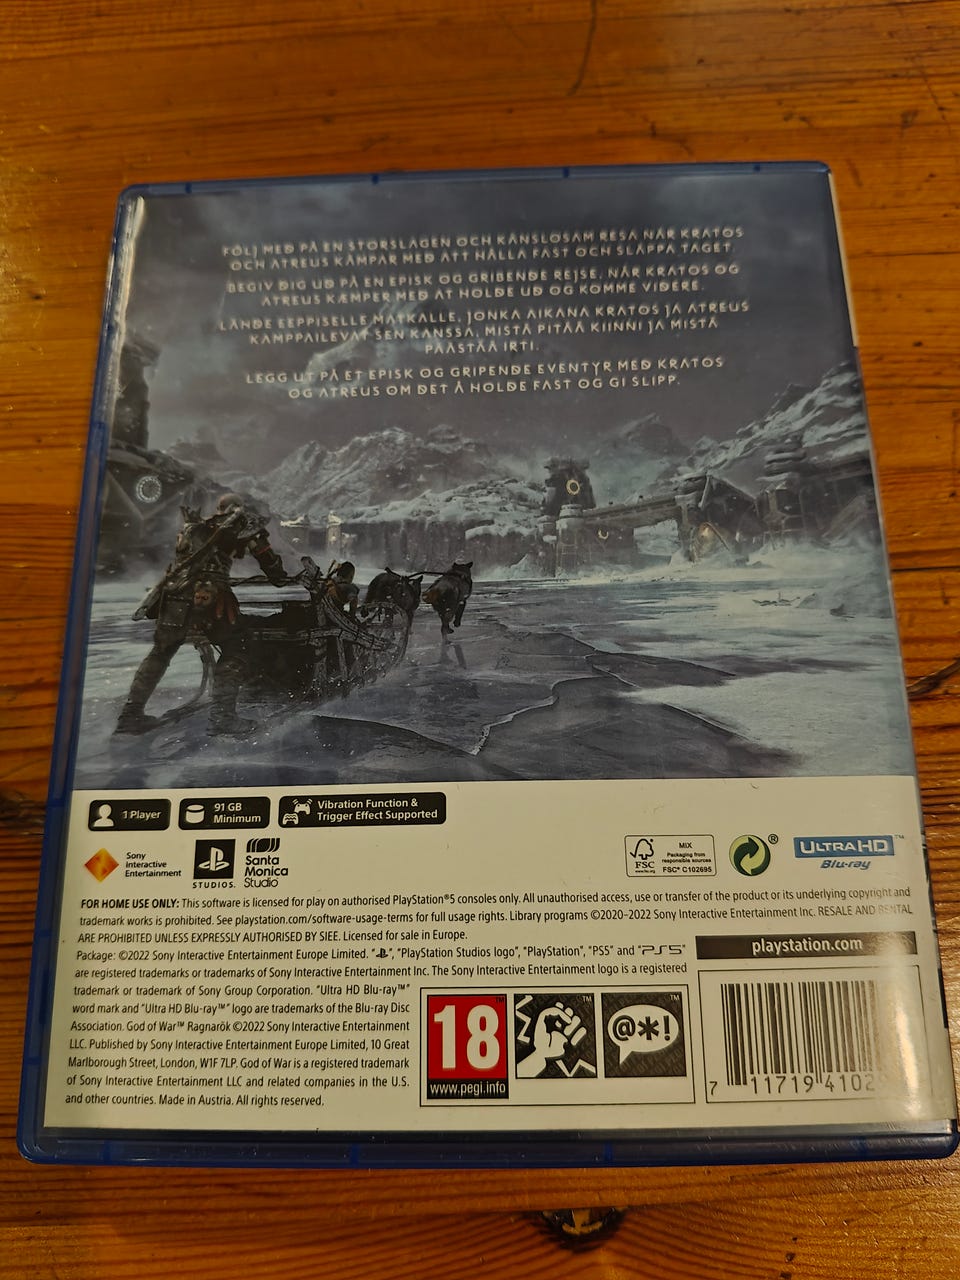 FÖLJ MED PÅ EN STORSLAGEN OCH KÄNSLOSAM RESA NÄR KRATOS
OCH ATREUS KÄMPAR MED ATT HÅLLA FAST OCH SLÄPPA TAGET.
BEGIV DIG UD PÅ EN EPISK OG GRIBENDE REJSE, NÅR KRATOS OG
ATREUS KÆMPER MED AT HOLDE UD OG KOMME VIDERE.
LÄHDE EEPPISELLE MATKALLE, JONKA AIKANA KRATOS JA ATREUS
KAMPPAILEVAT SEN KANSSA, MISTÄ PITÄÄ KIINNI JA MISTÄ
PÄÄSTÄÄ IRTI.
LEGG UT PÅ ET EPISK OG GRIPENDE EVENTYR MED KRATOS
OG ATREUS OM DET Å HOLDE FAST OG GI SLIPP.
1 Player
91 GB
Minimum
Vibration Function &
Trigger Effect Supported
Sony
Interactive
Entertainment
STUDIOS.
Santa
Monica
Studio
FSC
www.fsc.org
MIX
Packaging from
responsible sources
FSC® C102695
®
ULTRA HD™
Blu-ray
FOR HOME USE ONLY: This software is licensed for play on authorised PlayStation®5 consoles only. All unauthorised access, use or transfer of the product or its underlying copyright and
trademark works is prohibited. See playstation.com/software-usage-terms for full usage rights. Library programs ©2020-2022 Sony Interactive Entertainment Inc. RESALE AND RENTAL
ARE PROHIBITED UNLESS EXPRESSLY AUTHORISED BY SIEE. Licensed for sale in Europe.
Package: ©2022 Sony Interactive Entertainment Europe Limited. "PS", "PlayStation Studios logo", "PlayStation", "PS5" and "PS5"
are registered trademarks or trademarks of Sony Interactive Entertainment Inc. The Sony Interactive Entertainment logo is a registered
trademark or trademark of Sony Group Corporation. "Ultra HD Blu-ray™"
word mark and "Ultra HD Blu-ray™" logo are trademarks of the Blu-ray Disc
Association. God of War™ Ragnarök ©2022 Sony Interactive Entertainment
LLC. Published by Sony Interactive Entertainment Europe Limited, 10 Great
Marlborough Street, London, W1F 7LP. God of War is a registered trademark
of Sony Interactive Entertainment LLC and related companies in the U.S.
and other countries. Made in Austria. All rights reserved.
playstation.com
18
www.pegi.info
™
@*!
™
7 11719 4102